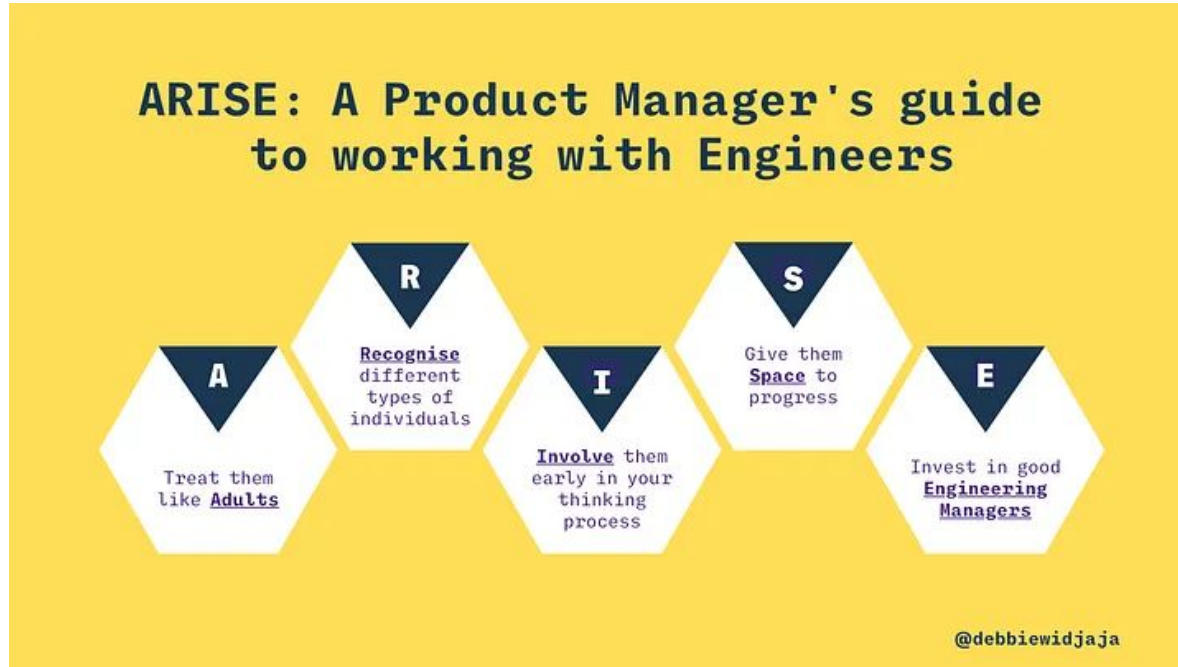 ARISE: A Product Manager's guide
to working with Engineers
A
Treat them
like Adults
R
Recognise
different
types of
individuals
I
Involve them
early in your
thinking
process
S
Give them
Space to
progress
E
Invest in good
Engineering
Managers
@debbiewidjaja